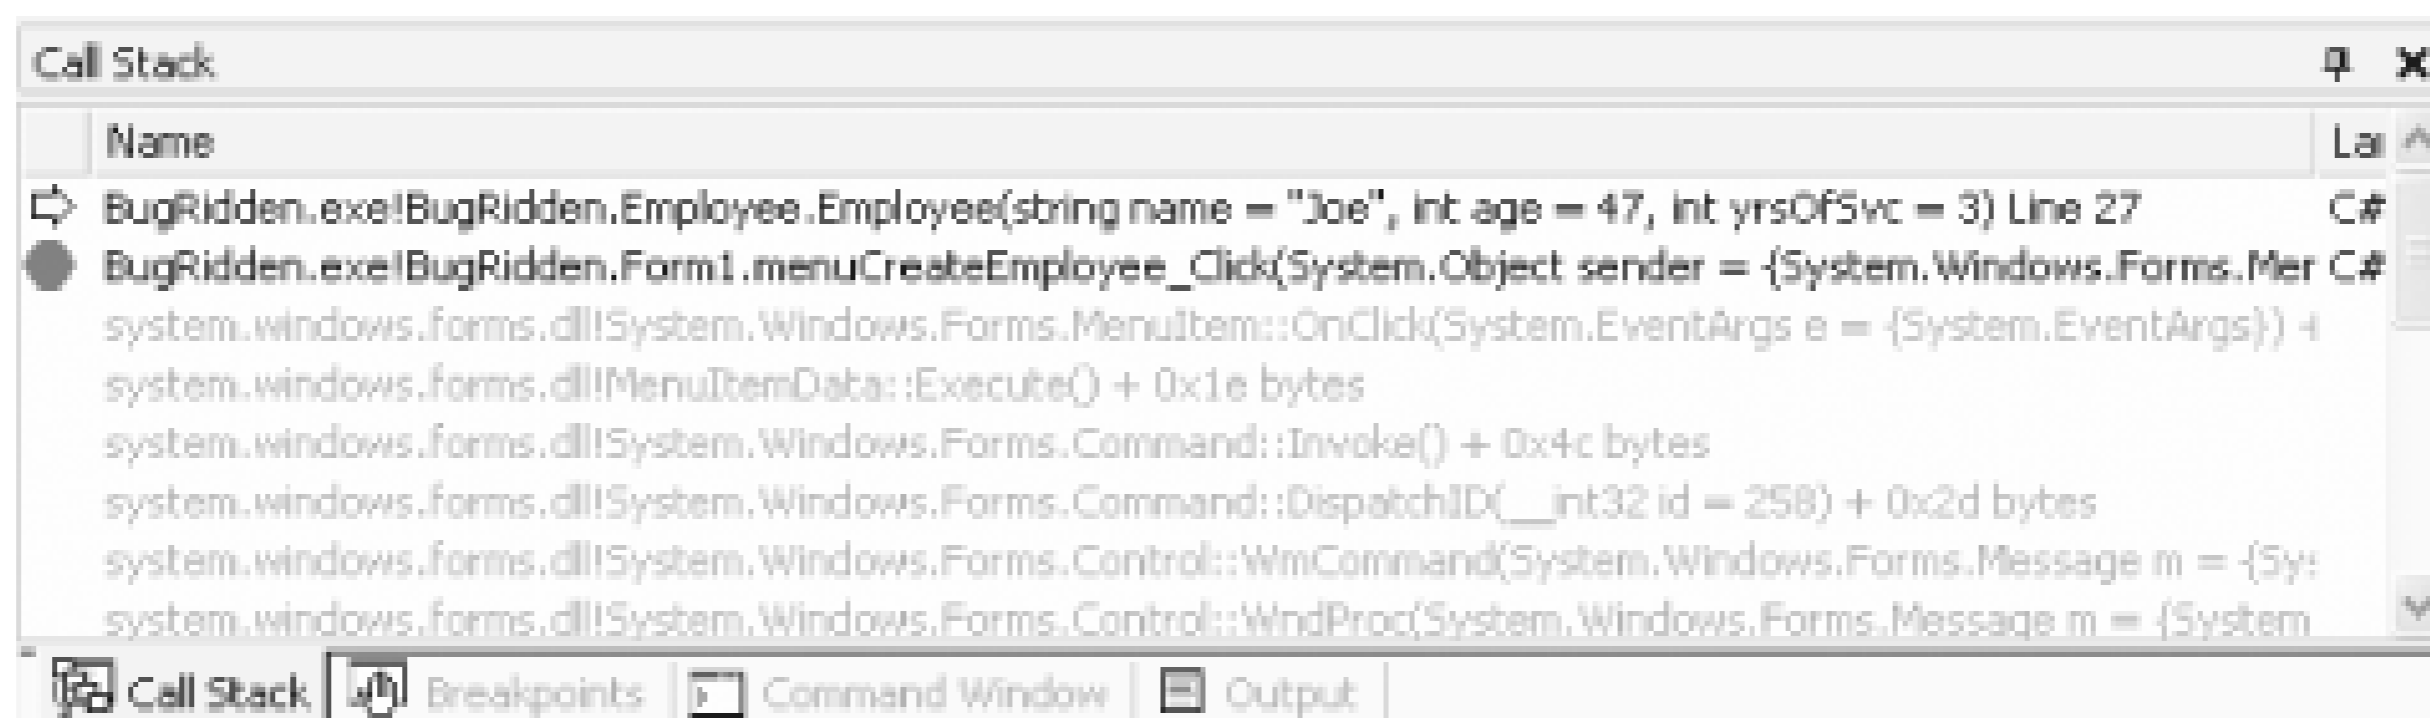 Call Stack
Name La
BugRidden.exe!BugRidden.Employee.Employee(string name = "Joe", int age = 47, int yrsOfSvc = 3) Line 27 C#
BugRidden.exe!BugRidden.Form1.menuCreateEmployee_Click(System.Object sender = {System.Windows.Forms.Mer C#
system.windows.forms.dll!System.Windows.Forms.MenuItem::OnClick(System.EventArgs e = {System.EventArgs}) +
system.windows.forms.dll!MenuItemData::Execute() + 0x1e bytes
system.windows.forms.dll!System.Windows.Forms.Command::Invoke() + 0x4c bytes
system.windows.forms.dll!System.Windows.Forms.Command::DispatchID(__int32 id = 258) + 0x2d bytes
system.windows.forms.dll!System.Windows.Forms.Control::WmCommand(System.Windows.Forms.Message m = {Sys
system.windows.forms.dll!System.Windows.Forms.Control::WndProc(System.Windows.Forms.Message m = {System
Call Stack Breakpoints Command Window Output